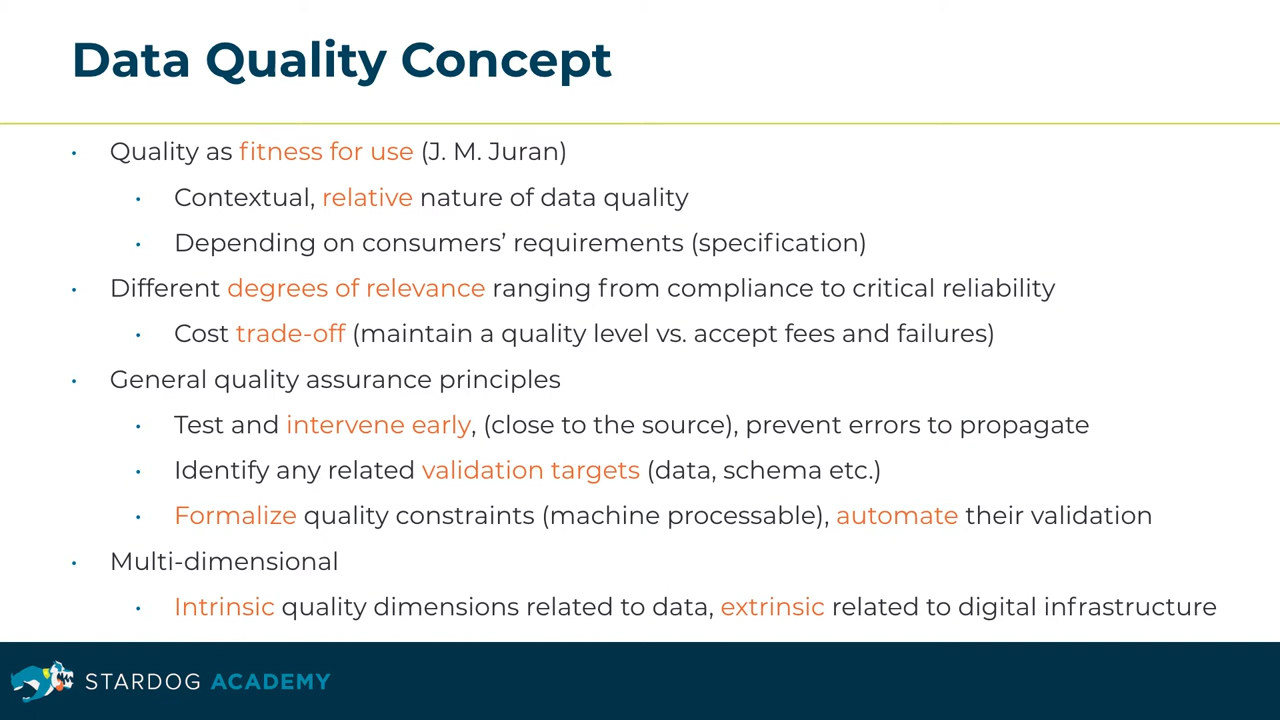 Data Quality Concept
• Quality as fitness for use (J. M. Juran)
• Contextual, relative nature of data quality
• Depending on consumers’ requirements (specification)
• Different degrees of relevance ranging from compliance to critical reliability
• Cost trade-off (maintain a quality level vs. accept fees and failures)
• General quality assurance principles
• Test and intervene early, (close to the source), prevent errors to propagate
• Identify any related validation targets (data, schema etc.)
• Formalize quality constraints (machine processable), automate their validation
• Multi-dimensional
• Intrinsic quality dimensions related to data, extrinsic related to digital infrastructure
STARDOG ACADEMY